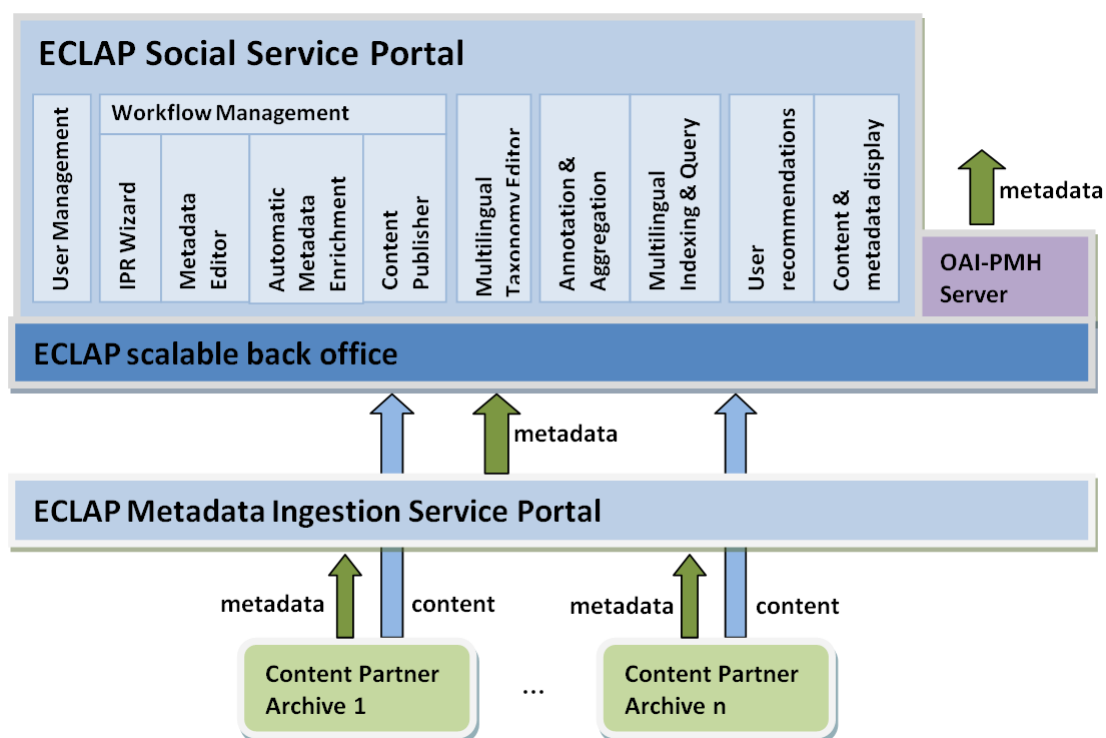 ECLAP Social Service Portal
User Management
Workflow Management
IPR Wizard
Metadata
Editor
Automatic
Metadata
Enrichment
Content
Publisher
Multilingual
Taxonomy Editor
Annotation &
Aggregation
Multilingual
Indexing & Query
User
recommendations
Content &
metadata display
metadata
OAI-PMH
Server
ECLAP scalable back office
metadata
ECLAP Metadata Ingestion Service Portal
metadata
content
metadata
content
Content Partner
Archive 1
...
Content Partner
Archive n